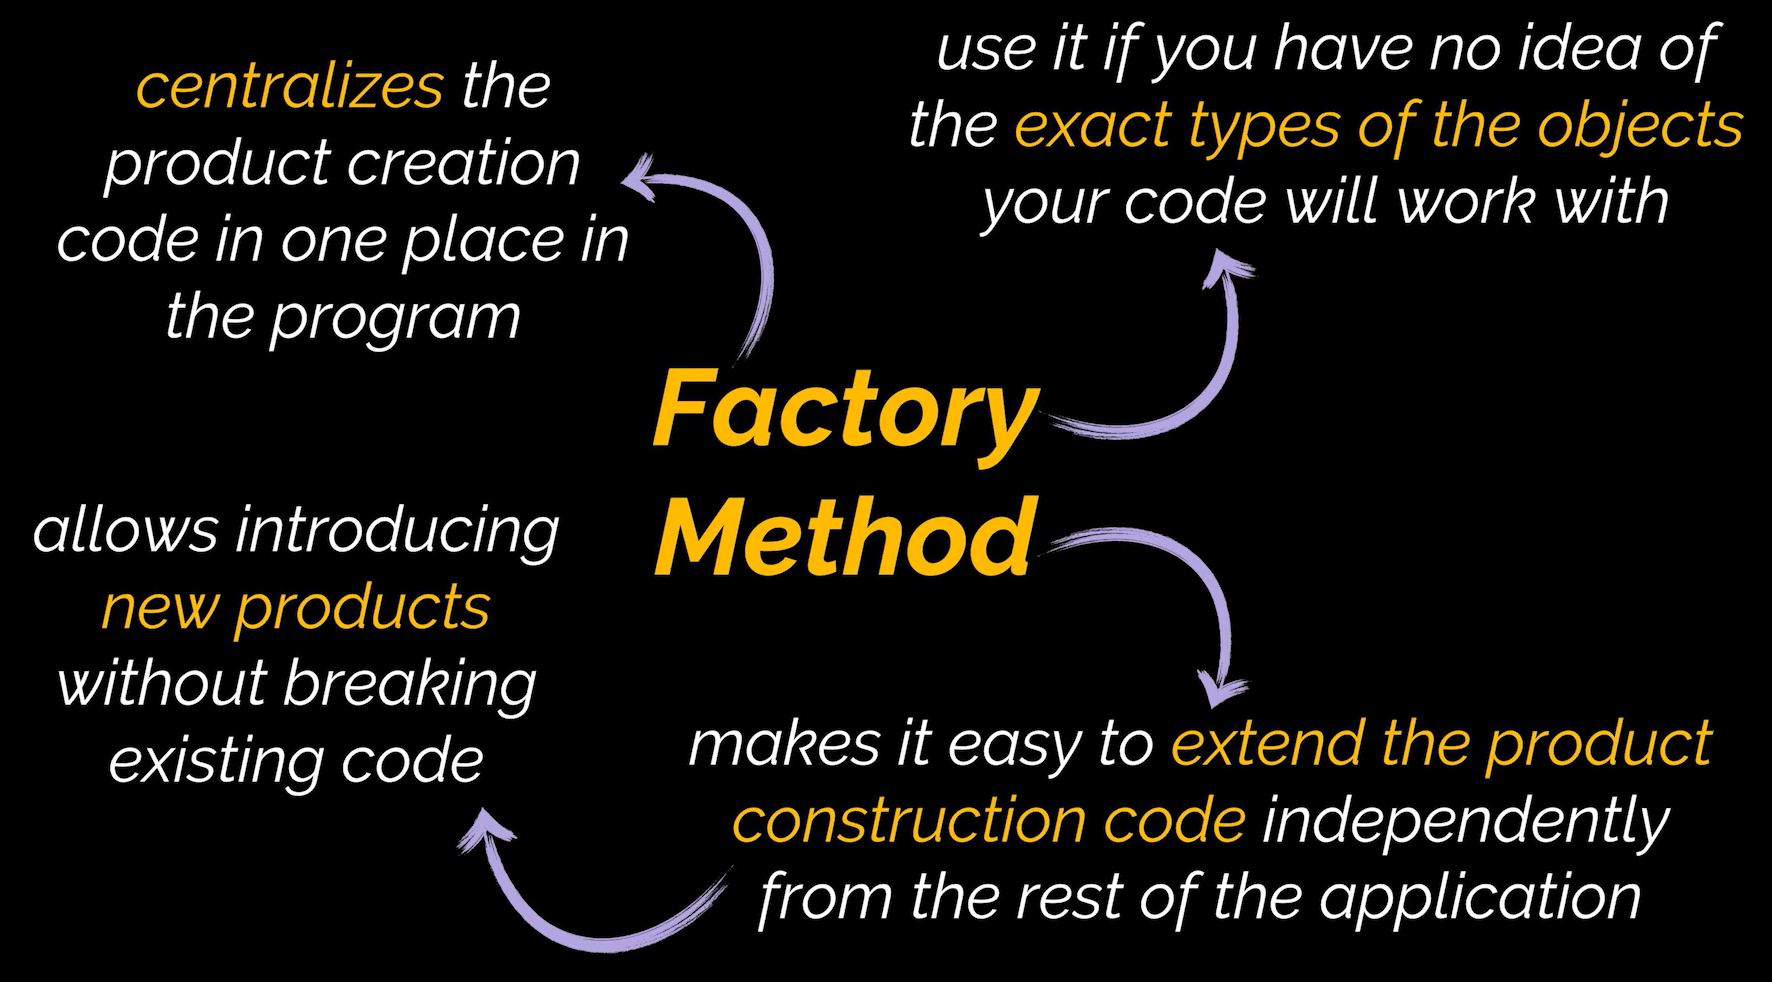 centralizes the
product creation
code in one place in
the program
use it if you have no idea of
the exact types of the objects
your code will work with
Factory
Method
allows introducing
new products
without breaking
existing code
makes it easy to extend the product
construction code independently
from the rest of the application